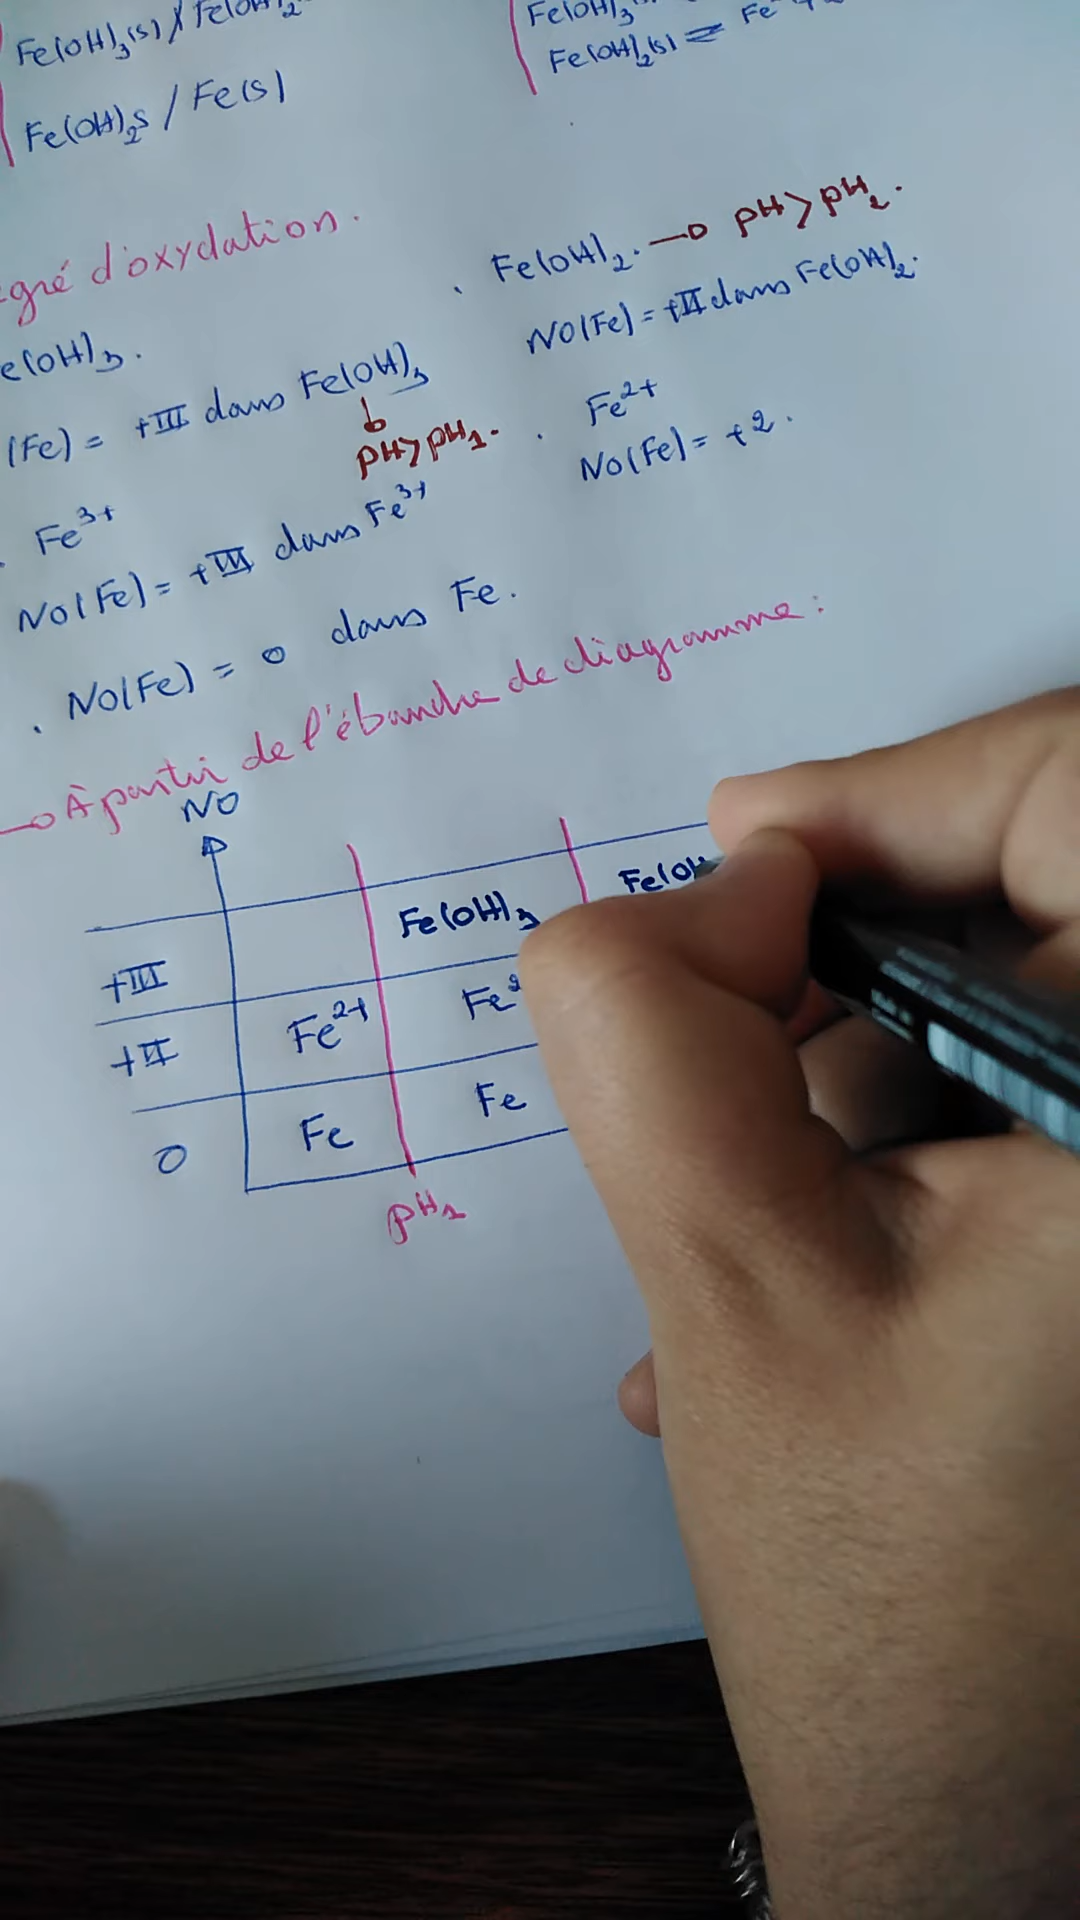 Fe(OH)3(s) / Fe(OH)2
Fe(OH)2s / Fe(s)
Fe(OH)3
Fe(OH)2(s) ⇌ Fe
d'oxydation.
e(OH)3.
(Fe) = +III dans Fe(OH)3
pH>pH1.
Fe3+
NO(Fe) = +III dans Fe3+
. NO(Fe) = 0 dans Fe.
. Fe(OH)2. → pH>pH2.
NO(Fe) = +II dans Fe(OH)2.
. Fe2+
NO(Fe) = +2.
→ À partir de l'ébauche de diagramme :
NO
+III Fe(OH)3 Fe(OH
+II Fe2+ Fe2
0 Fe Fe
pH1